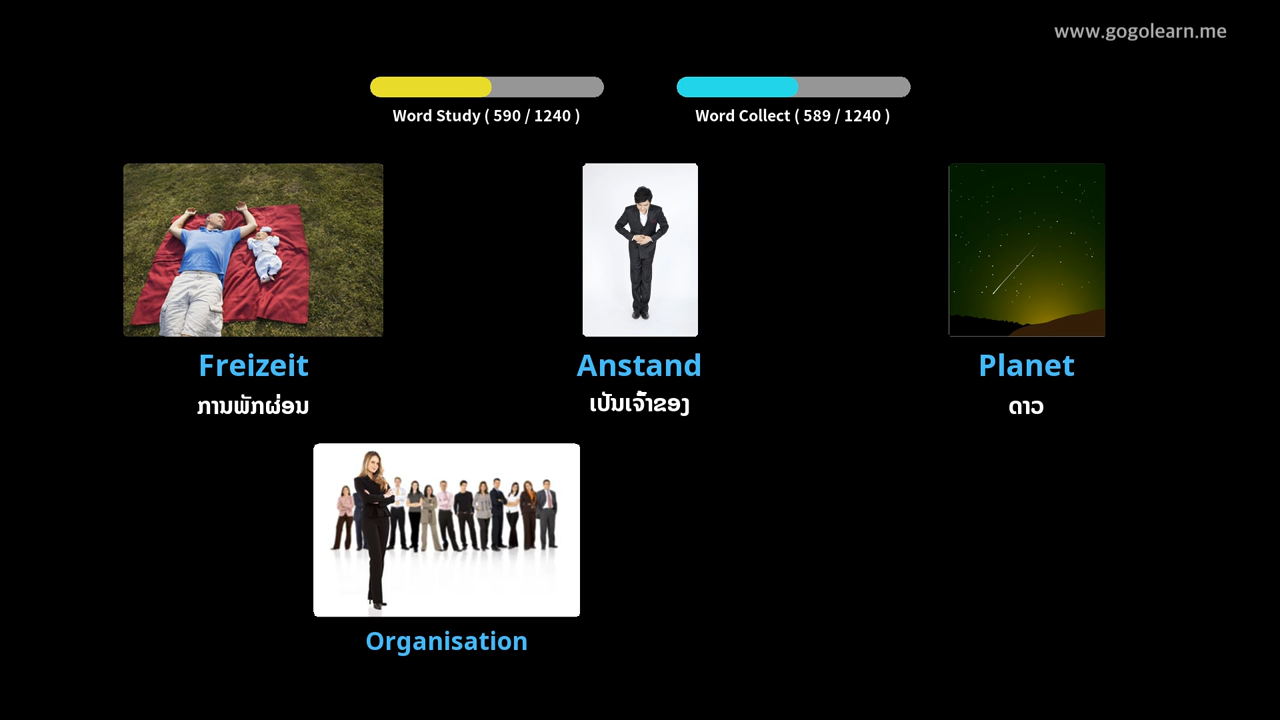 www.gogolearn.me
Word Study ( 590 / 1240 )
Word Collect ( 589 / 1240 )
Freizeit
Anstand
Planet
ການພັກຜ່ອນ
ເປັນເຈົ້າຂອງ
ດາວ
Organisation